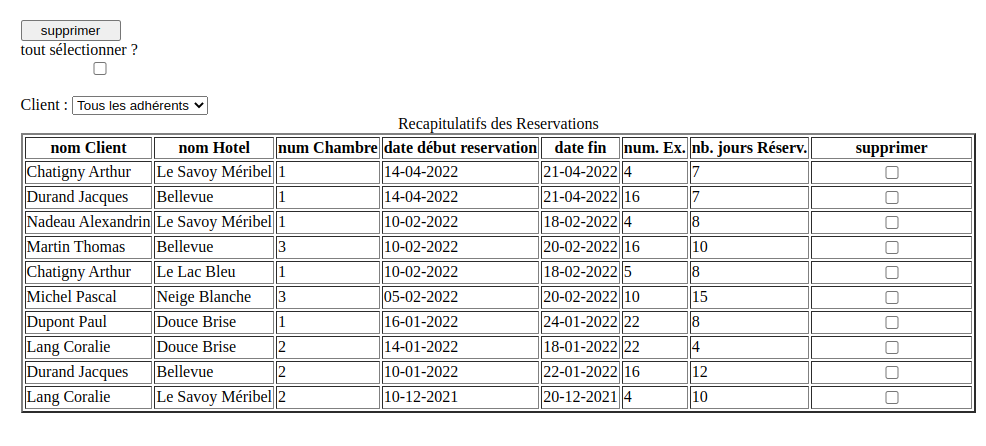 supprimer
tout sélectionner ?
Client : Tous les adhérents
Recapitulatifs des Reservations
nom Client nom Hotel num Chambre date début reservation date fin num. Ex. nb. jours Réserv. supprimer
Chatigny Arthur Le Savoy Méribel 1 14-04-2022 21-04-2022 4 7
Durand Jacques Bellevue 1 14-04-2022 21-04-2022 16 7
Nadeau Alexandrin Le Savoy Méribel 1 10-02-2022 18-02-2022 4 8
Martin Thomas Bellevue 3 10-02-2022 20-02-2022 16 10
Chatigny Arthur Le Lac Bleu 1 10-02-2022 18-02-2022 5 8
Michel Pascal Neige Blanche 3 05-02-2022 20-02-2022 10 15
Dupont Paul Douce Brise 1 16-01-2022 24-01-2022 22 8
Lang Coralie Douce Brise 2 14-01-2022 18-01-2022 22 4
Durand Jacques Bellevue 2 10-01-2022 22-01-2022 16 12
Lang Coralie Le Savoy Méribel 2 10-12-2021 20-12-2021 4 10